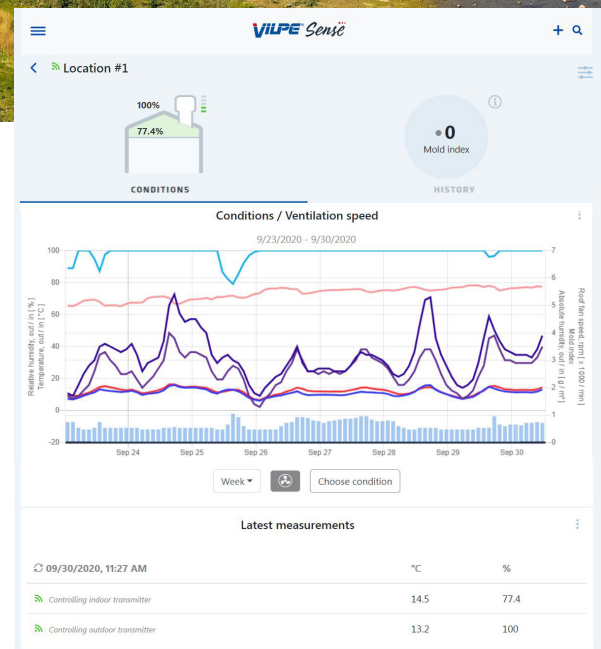 VILPE Sense
Location #1
100%
77.4%
0
Mold index
CONDITIONS
HISTORY
Conditions / Ventilation speed
9/23/2020 - 9/30/2020
Relative humidity, out / in [ % ]
Temperature, out / in [ °C ]
100
80
60
40
20
0
-20
7
6
5
4
3
2
1
0
Roof fan speed, rpm [ x 1000 / min ]
Mold index
Absolute humidity, out / in [ g / m³ ]
Sep 24
Sep 25
Sep 26
Sep 27
Sep 28
Sep 29
Sep 30
Week
Choose condition
Latest measurements
09/30/2020, 11:27 AM °C %
Controlling indoor transmitter 14.5 77.4
Controlling outdoor transmitter 13.2 100